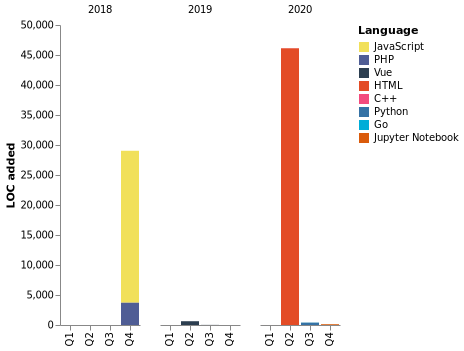 2018 2019 2020
Language
JavaScript
PHP
Vue
HTML
C++
Python
Go
Jupyter Notebook
LOC added
50,000
45,000
40,000
35,000
30,000
25,000
20,000
15,000
10,000
5,000
0
Q1 Q2 Q3 Q4 Q1 Q2 Q3 Q4 Q1 Q2 Q3 Q4